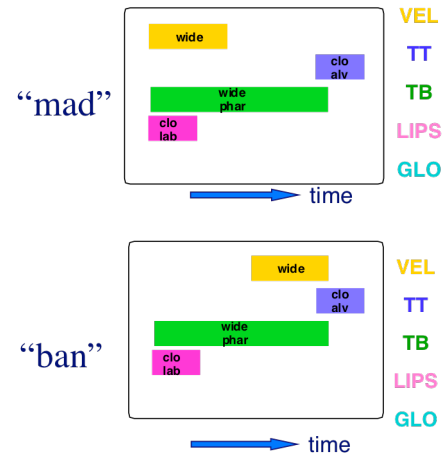 VEL
wide
TT
clo
alv
"mad"
TB
wide
phar
LIPS
clo
lab
GLO
time
VEL
wide
TT
clo
alv
"ban"
TB
wide
phar
LIPS
clo
lab
GLO
time